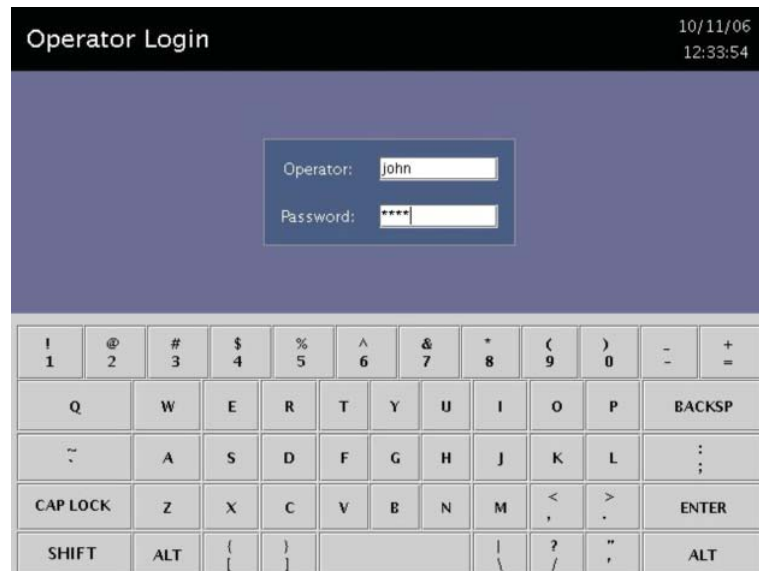 Operator Login
10/11/06
12:33:54
Operator: john
Password: ****
! @ # $ % ^ & * ( ) _ +
1 2 3 4 5 6 7 8 9 0 - =
Q W E R T Y U I O P BACKSP
~
` A S D F G H J K L :
;
CAP LOCK Z X C V B N M < >
, . ENTER
SHIFT ALT { } | ? " ALT
[ ] \ / '